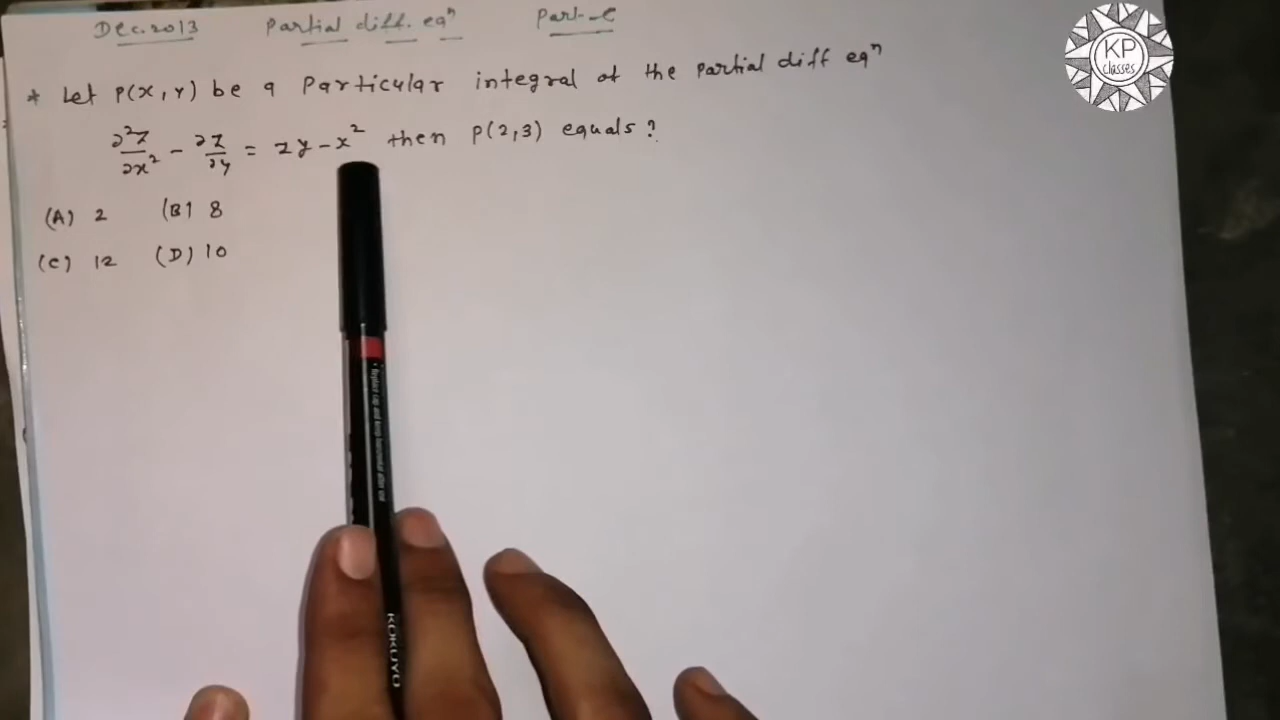 Dec. 2013 Partial diff. eqⁿ Part-C
* Let P(x,y) be a Particular integral of the Partial diff eqⁿ
∂²z/∂x² - ∂z/∂y = 2y - x² then P(2,3) equals?
(A) 2 (B) 8
(C) 12 (D) 10
KP
classes
KOKUYO